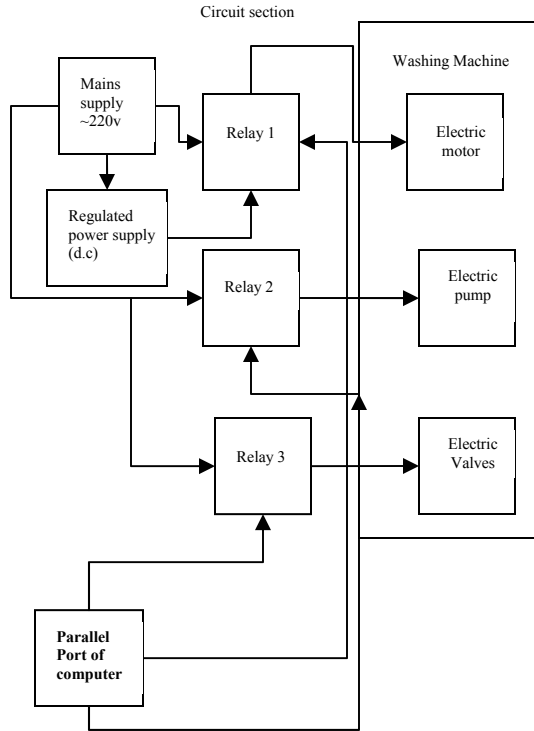 Circuit section
Washing Machine
Mains
supply
~220v
Relay 1
Electric
motor
Regulated
power supply
(d.c)
Relay 2
Electric
pump
Relay 3
Electric
Valves
Parallel
Port of
computer